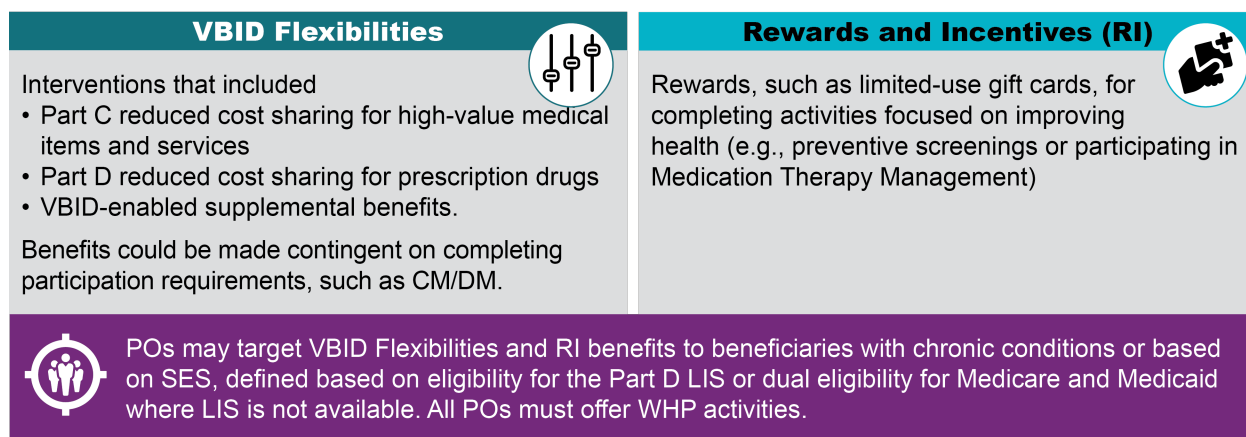 VBID Flexibilities
Interventions that included
• Part C reduced cost sharing for high-value medical
items and services
• Part D reduced cost sharing for prescription drugs
• VBID-enabled supplemental benefits.
Benefits could be made contingent on completing
participation requirements, such as CM/DM.
Rewards and Incentives (RI)
Rewards, such as limited-use gift cards, for
completing activities focused on improving
health (e.g., preventive screenings or participating in
Medication Therapy Management)
POs may target VBID Flexibilities and RI benefits to beneficiaries with chronic conditions or based
on SES, defined based on eligibility for the Part D LIS or dual eligibility for Medicare and Medicaid
where LIS is not available. All POs must offer WHP activities.